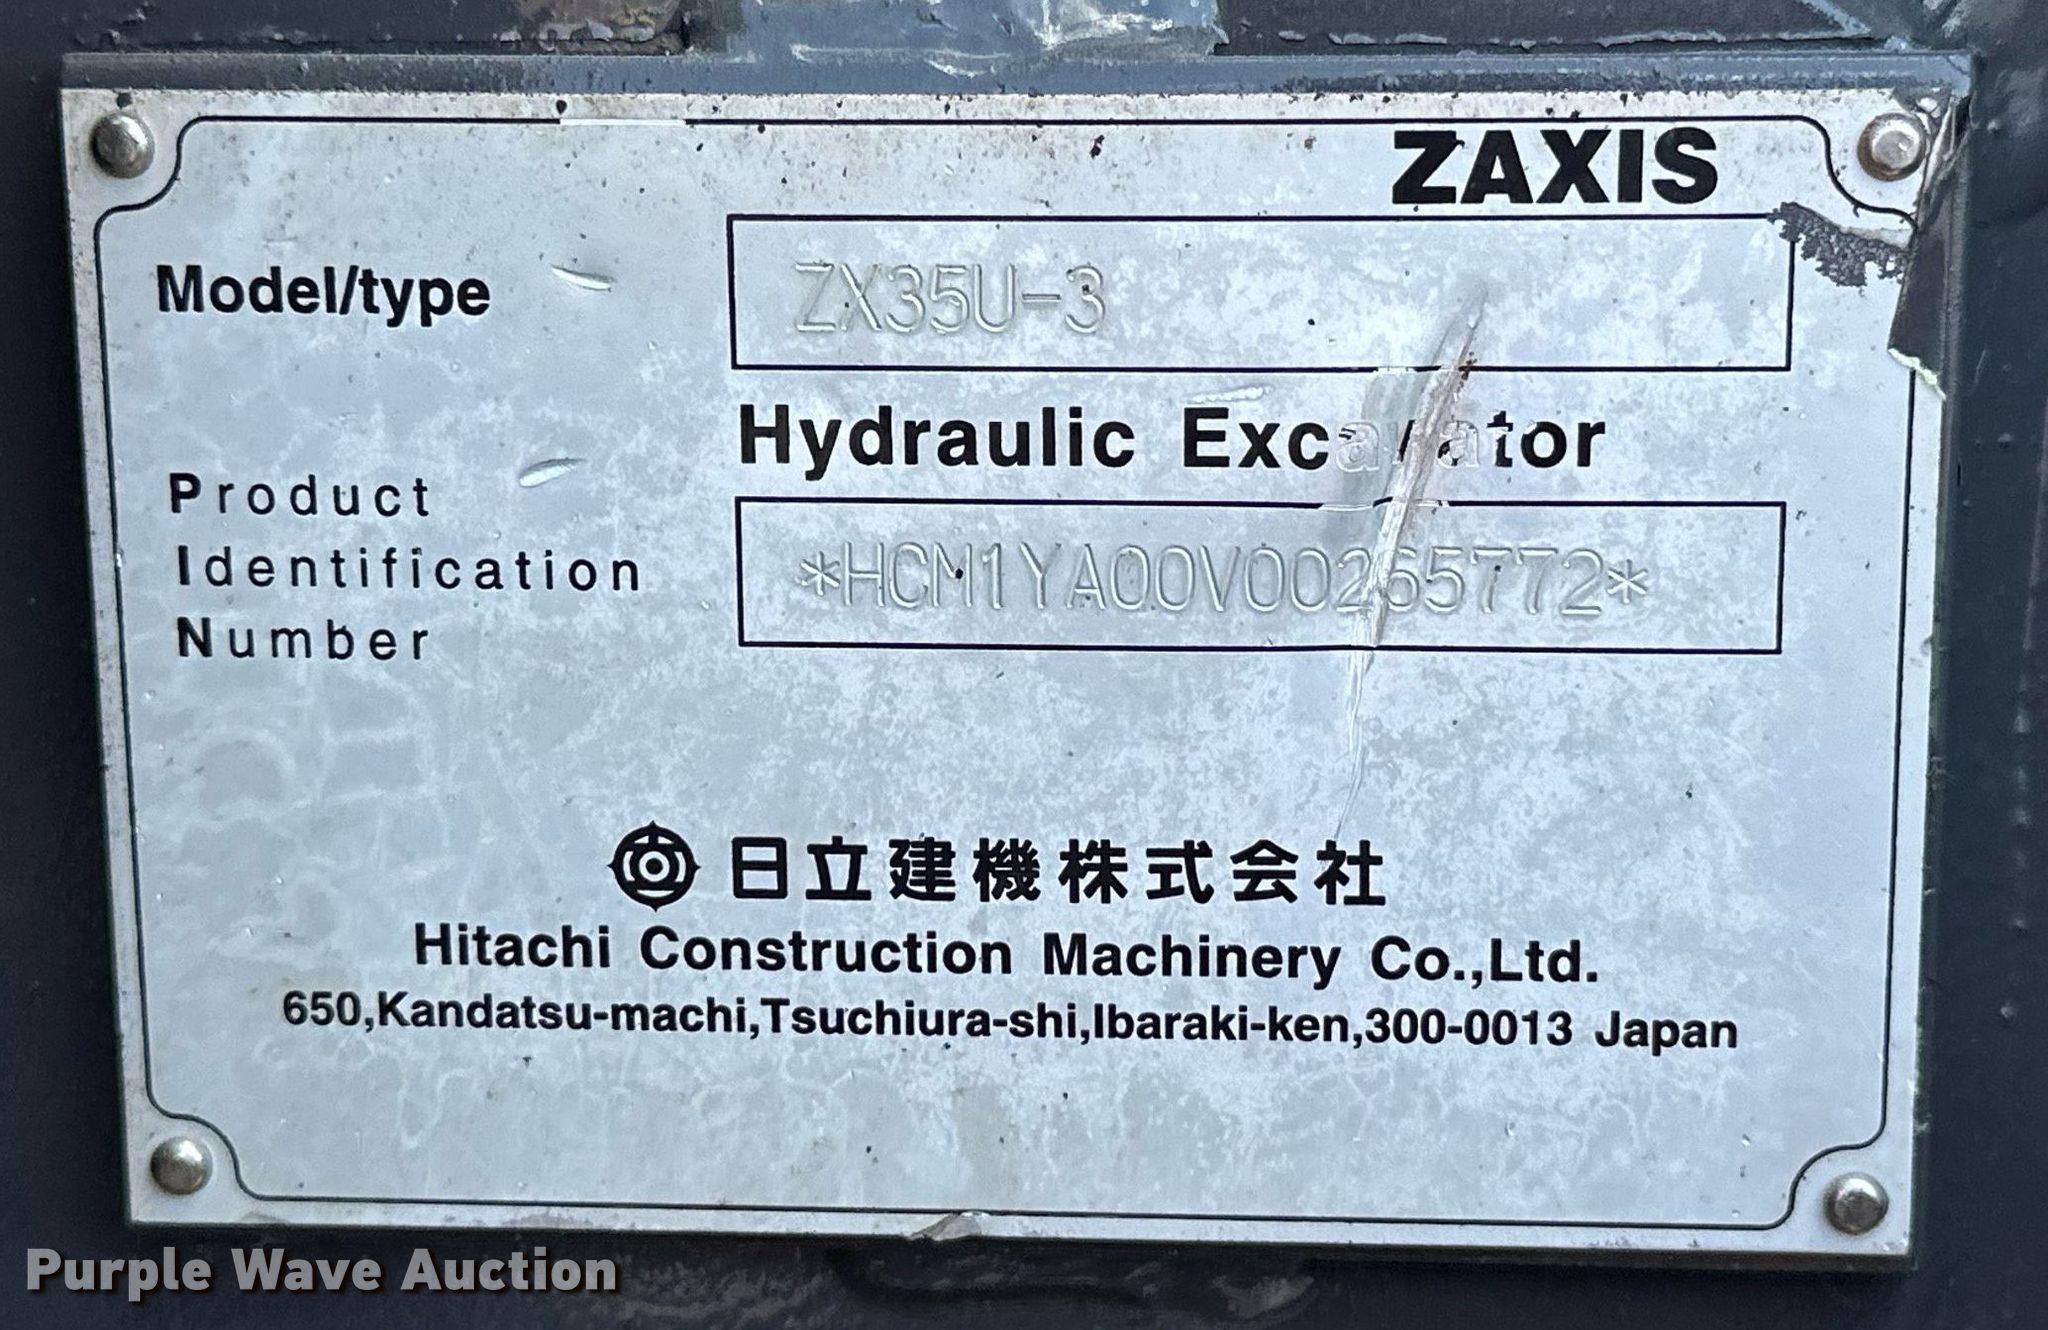 ZAXIS
Model/type ZX35U-3
Hydraulic Excavator
Product
Identification
Number
*HCM1YA00V00265772*
日立建機株式会社
Hitachi Construction Machinery Co.,Ltd.
650,Kandatsu-machi,Tsuchiura-shi,Ibaraki-ken,300-0013 Japan
Purple Wave Auction